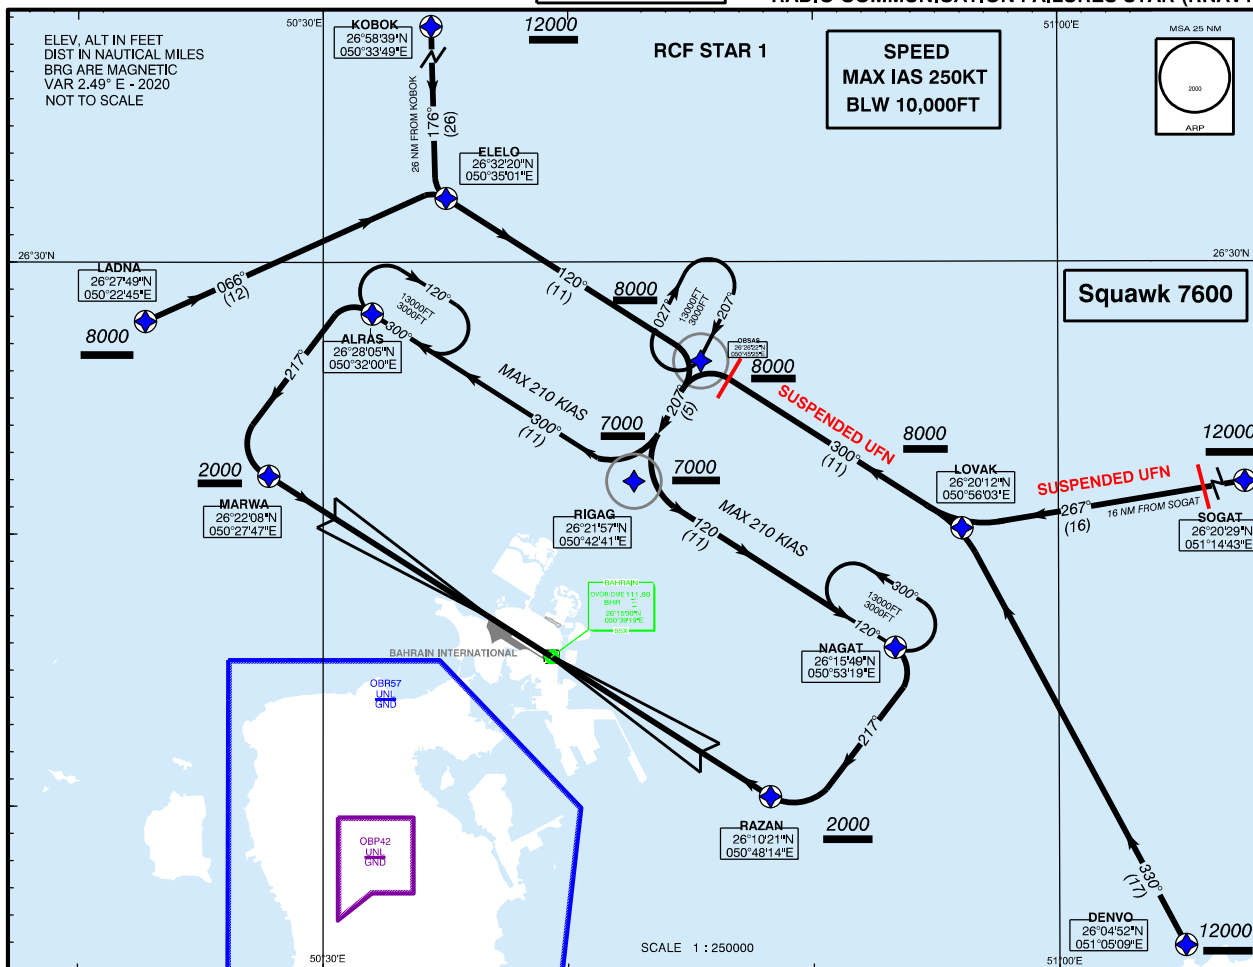 RADIO COMMUNICATION FAILURES STAR (RNAV1
50°30'E
51°00'E
ELEV, ALT IN FEET
DIST IN NAUTICAL MILES
BRG ARE MAGNETIC
VAR 2.49° E - 2020
NOT TO SCALE
KOBOK
26°58'39"N
050°33'49"E
12000
RCF STAR 1
SPEED
MAX IAS 250KT
BLW 10,000FT
MSA 25 NM
2000
ARP
26 NM FROM KOBOK
176°
(26)
ELELO
26°32'20"N
050°35'01"E
26°30'N
26°30'N
LADNA
26°27'49"N
050°22'45"E
8000
066°
(12)
120°
(11)
8000
Squawk 7600
120°
13000FT
3000FT
300°
ALRAS
26°28'05"N
050°32'00"E
217°
027°
13000FT
3000FT
207°
OBSAS
8000
207°
(5)
MAX 210 KIAS
300°
(11)
7000
7000
SUSPENDED UFN
300°
(11)
8000
LOVAK
26°20'12"N
050°56'03"E
SUSPENDED UFN
267°
(16)
16 NM FROM SOGAT
12000
SOGAT
26°20'29"N
051°14'43"E
2000
MARWA
26°22'08"N
050°27'47"E
RIGAG
26°21'57"N
050°42'41"E
120
(11)
MAX 210 KIAS
300°
13000FT
3000FT
120°
NAGAT
26°15'49"N
050°53'19"E
217°
BAHRAIN
DVOR/DME 111.80
BHR
55X
BAHRAIN INTERNATIONAL
OBR57
UNL
GND
OBP42
UNL
GND
RAZAN
26°10'21"N
050°48'14"E
2000
330°
(17)
DENVO
26°04'52"N
051°05'09"E
12000
SCALE 1 : 250000
50°30'E
51°00'E